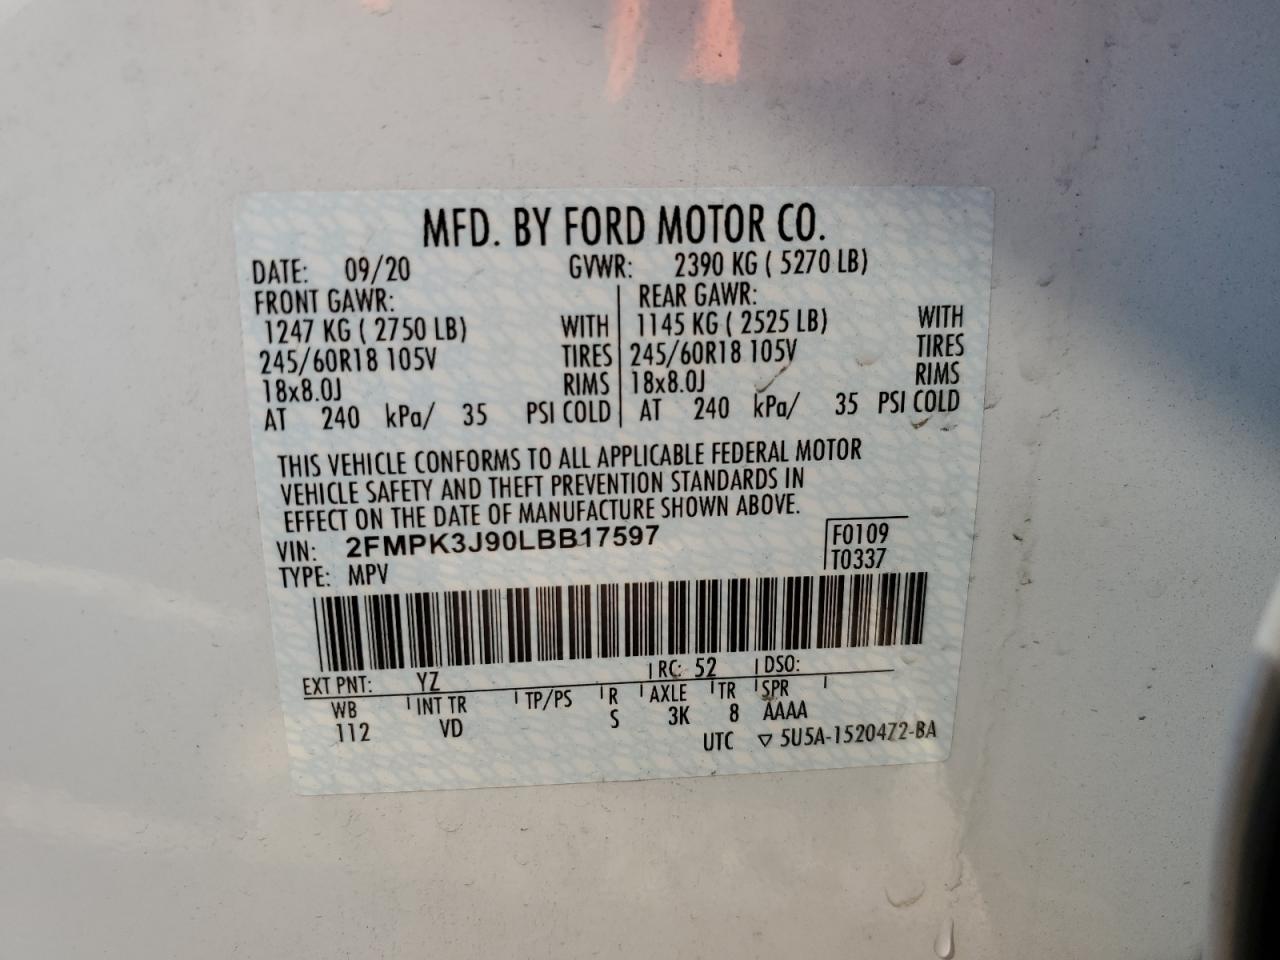 MFD. BY FORD MOTOR CO.
DATE: 09/20 GVWR: 2390 KG ( 5270 LB)
FRONT GAWR: REAR GAWR:
1247 KG ( 2750 LB) WITH 1145 KG ( 2525 LB) WITH
245/60R18 105V TIRES 245/60R18 105V TIRES
18x8.0J RIMS 18x8.0J RIMS
AT 240 kPa/ 35 PSI COLD AT 240 kPa/ 35 PSI COLD
THIS VEHICLE CONFORMS TO ALL APPLICABLE FEDERAL MOTOR
VEHICLE SAFETY AND THEFT PREVENTION STANDARDS IN
EFFECT ON THE DATE OF MANUFACTURE SHOWN ABOVE.
VIN: 2FMPK3J90LBB17597 F0109
TYPE: MPV T0337
EXT PNT: YZ RC: 52 DSO:
WB INT TR TP/PS R AXLE TR SPR
112 VD S 3K 8 AAAA
UTC ▽ 5U5A-1520472-BA